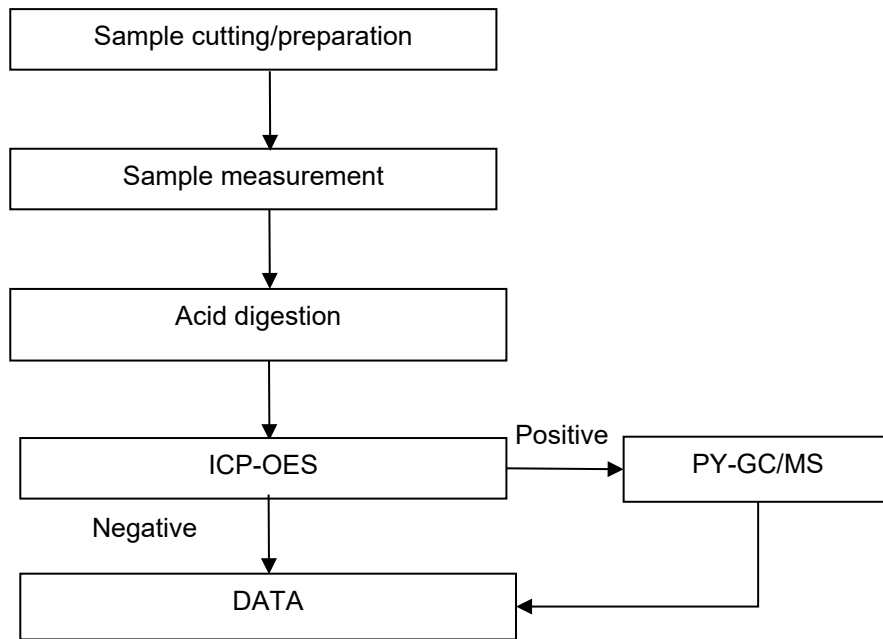 Sample cutting/preparation
Sample measurement
Acid digestion
Positive
ICP-OES
PY-GC/MS
Negative
DATA